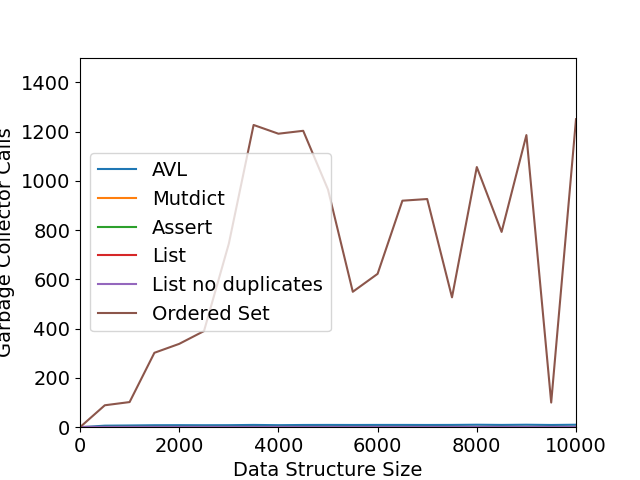 1400
1200
1000
800
600
400
200
0
Garbage Collector Calls
AVL
Mutdict
Assert
List
List no duplicates
Ordered Set
0 2000 4000 6000 8000 10000
Data Structure Size